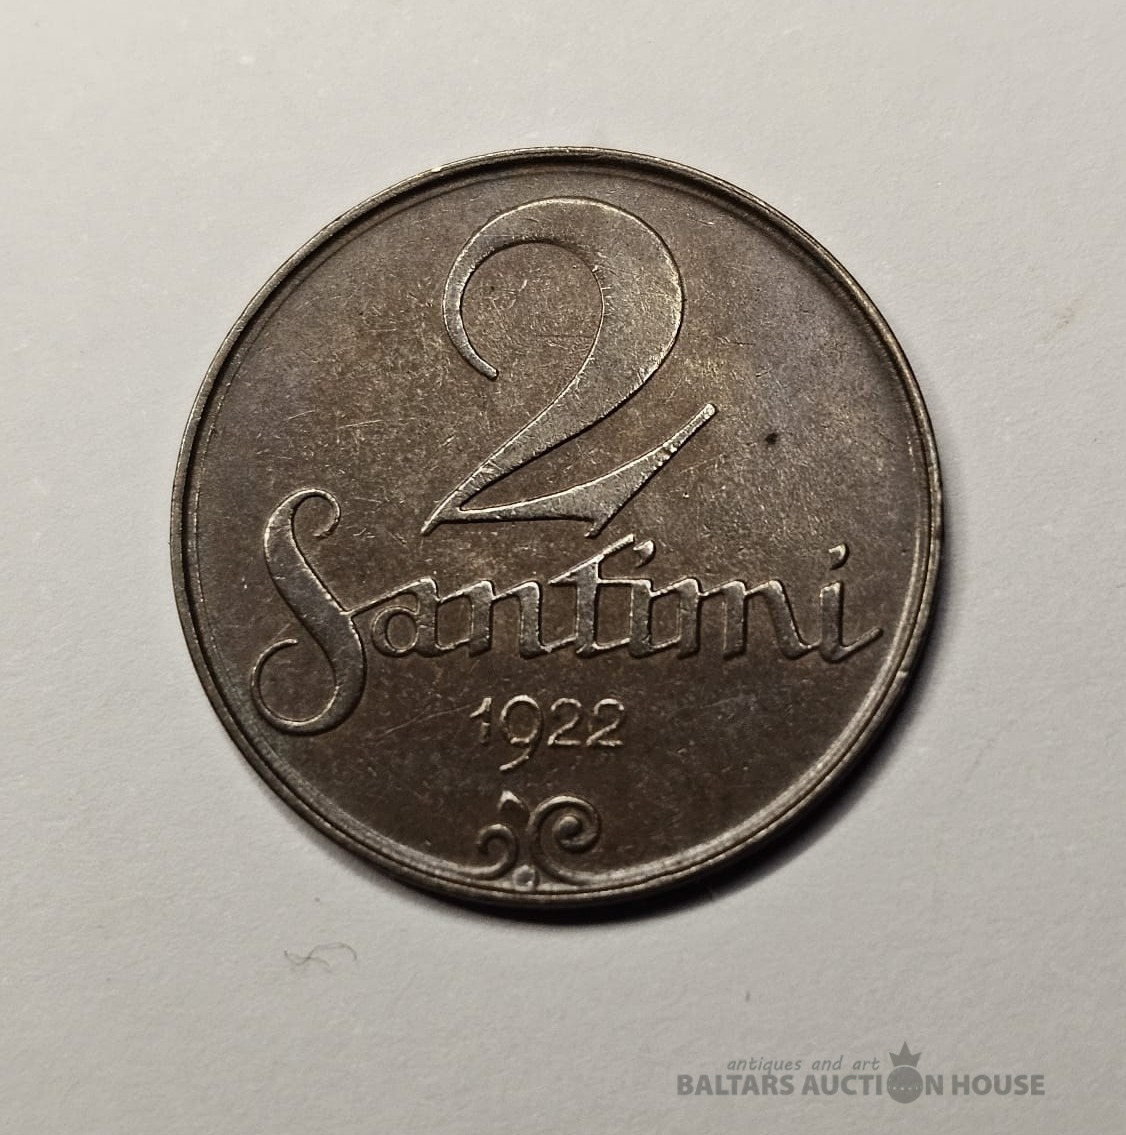 2
Santimi
1922
antiques and art
BALTARS AUCTION HOUSE